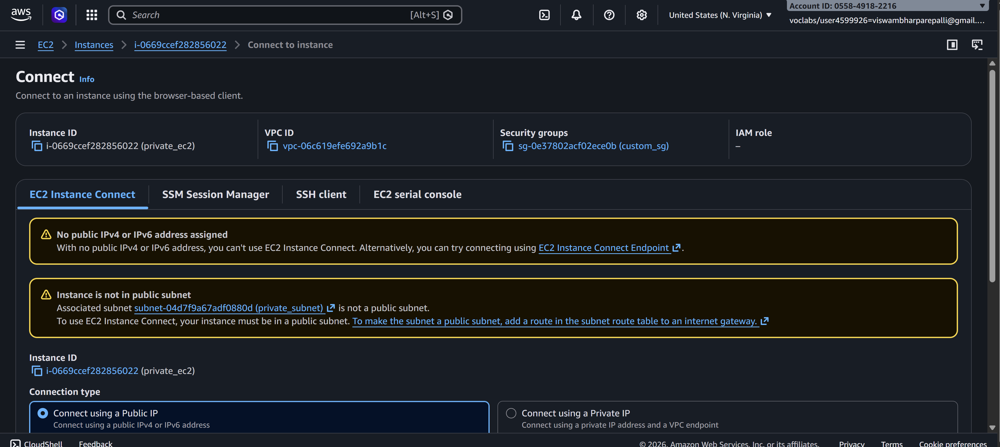 aws
Search
[Alt+S]
United States (N. Virginia)
Account ID: 0558-4918-2216
voclabs/user4599926=viswambharparepalli@gmail....
EC2
Instances
i-0669ccef282856022
Connect to instance
Connect Info
Connect to an instance using the browser-based client.
Instance ID
i-0669ccef282856022 (private_ec2)
VPC ID
vpc-06c619efe692a9b1c
Security groups
sg-0e37802acf02ece0b (custom_sg)
IAM role
–
EC2 Instance Connect
SSM Session Manager
SSH client
EC2 serial console
No public IPv4 or IPv6 address assigned
With no public IPv4 or IPv6 address, you can't use EC2 Instance Connect. Alternatively, you can try connecting using EC2 Instance Connect Endpoint .
Instance is not in public subnet
Associated subnet subnet-04d7f9a67adf0880d (private_subnet) is not a public subnet.
To use EC2 Instance Connect, your instance must be in a public subnet. To make the subnet a public subnet, add a route in the subnet route table to an internet gateway.
Instance ID
i-0669ccef282856022 (private_ec2)
Connection type
Connect using a Public IP
Connect using a public IPv4 or IPv6 address
Connect using a Private IP
Connect using a private IP address and a VPC endpoint
CloudShell
Feedback
© 2026, Amazon Web Services, Inc. or its affiliates.
Privacy
Terms
Cookie preferences